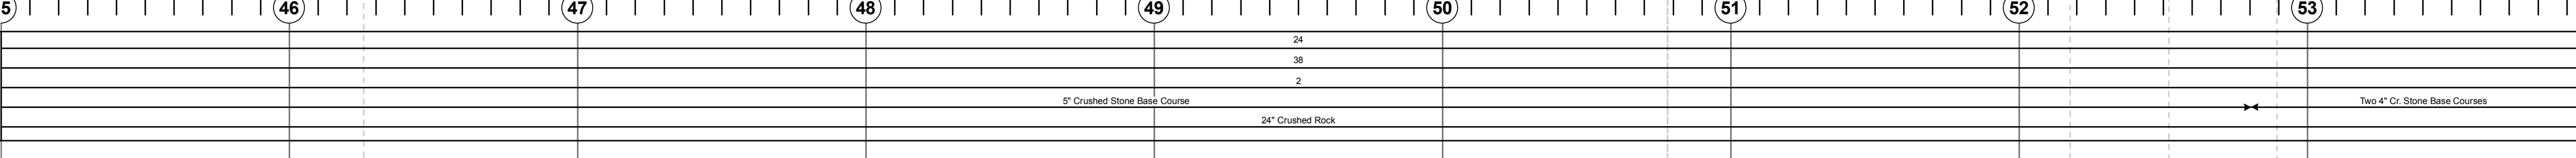 5 46 47 48 49 50 51 52 53
24
38
2
5" Crushed Stone Base Course Two 4" Cr. Stone Base Courses
24" Crushed Rock